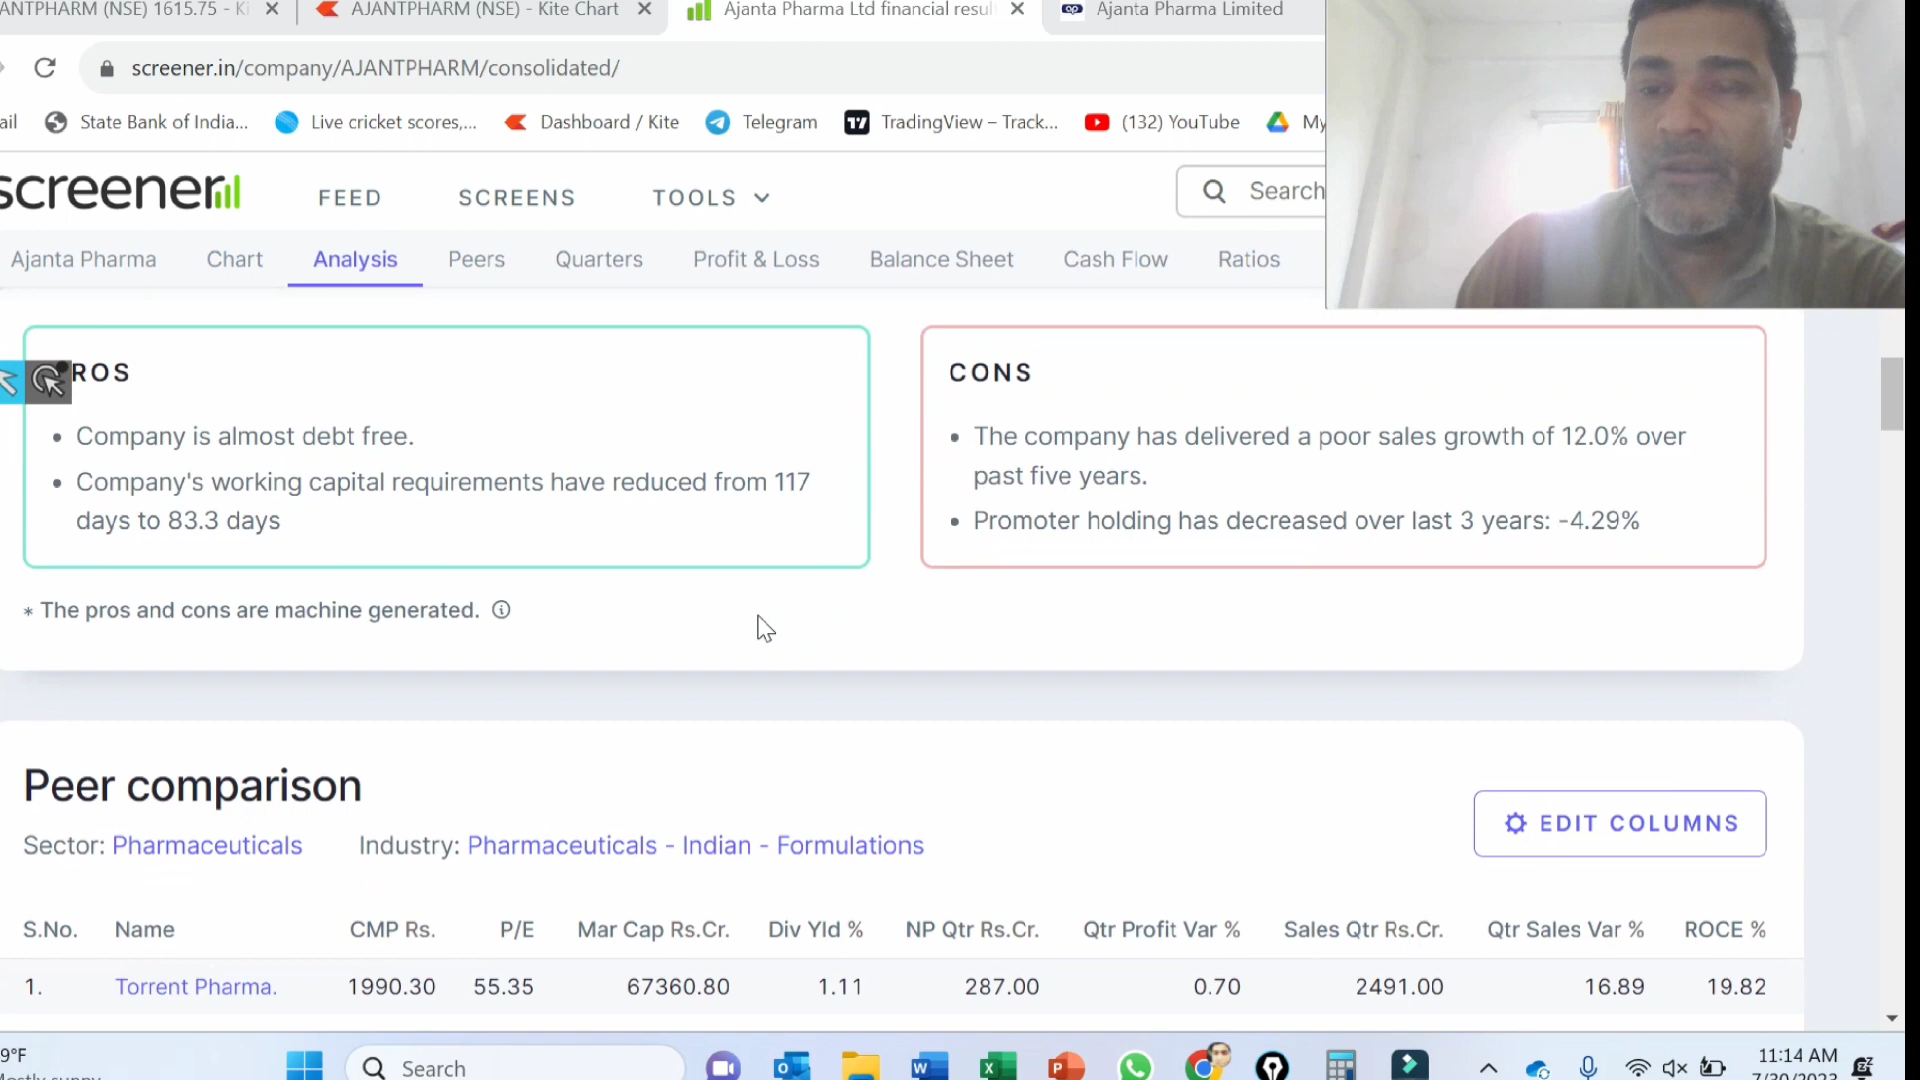 ANTPHARM (NSE) 1615.75 - Ki
AJANTPHARM (NSE) - Kite Chart
Ajanta Pharma Ltd financial resul
Ajanta Pharma Limited
screener.in/company/AJANTPHARM/consolidated/
ail
State Bank of India...
Live cricket scores,...
Dashboard / Kite
Telegram
TradingView – Track...
(132) YouTube
My
screener
FEED
SCREENS
TOOLS
Search
Ajanta Pharma
Chart
Analysis
Peers
Quarters
Profit & Loss
Balance Sheet
Cash Flow
Ratios
ROS
• Company is almost debt free.
• Company's working capital requirements have reduced from 117
days to 83.3 days
CONS
• The company has delivered a poor sales growth of 12.0% over
past five years.
• Promoter holding has decreased over last 3 years: -4.29%
* The pros and cons are machine generated.
Peer comparison
Sector: Pharmaceuticals Industry: Pharmaceuticals - Indian - Formulations
EDIT COLUMNS
S.No. Name CMP Rs. P/E Mar Cap Rs.Cr. Div Yld % NP Qtr Rs.Cr. Qtr Profit Var % Sales Qtr Rs.Cr. Qtr Sales Var % ROCE %
1. Torrent Pharma. 1990.30 55.35 67360.80 1.11 287.00 0.70 2491.00 16.89 19.82
9°F
Search
11:14 AM